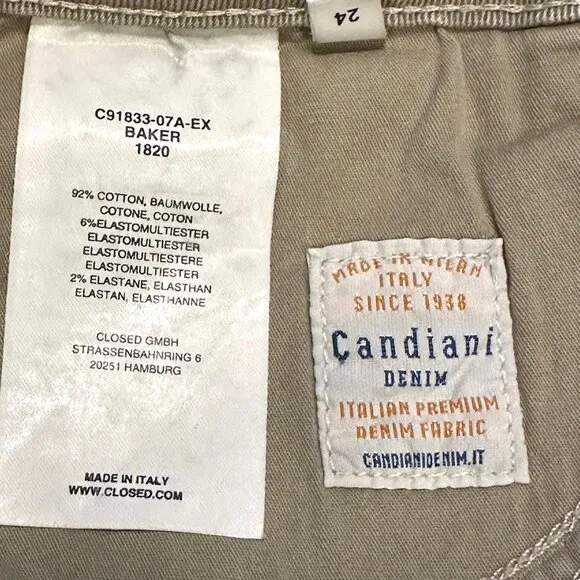 24
C91833-07A-EX
BAKER
1820
92% COTTON, BAUMWOLLE,
COTONE, COTON
6%ELASTOMULTIESTER
ELASTOMULTIESTER
ELASTOMULTIESTERE
ELASTOMULTIESTER
2% ELASTANE, ELASTHAN
ELASTAN, ELASTHANNE
CLOSED GMBH
STRASSENBAHNRING 6
20251 HAMBURG
MADE IN ITALY
WWW.CLOSED.COM
MADE IN MILAN
ITALY
SINCE 1938
Candiani
DENIM
ITALIAN PREMIUM
DENIM FABRIC
CANDIANIDENIM.IT